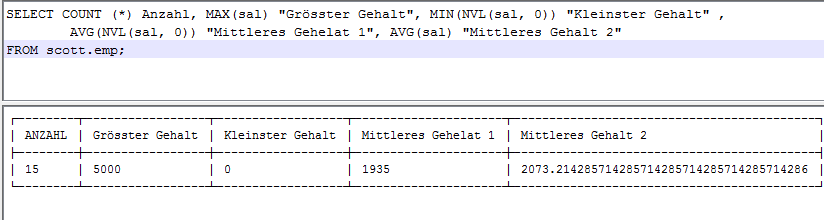 SELECT COUNT (*) Anzahl, MAX(sal) "Grösster Gehalt", MIN(NVL(sal, 0)) "Kleinster Gehalt" ,
AVG(NVL(sal, 0)) "Mittleres Gehelat 1", AVG(sal) "Mittleres Gehalt 2"
FROM scott.emp;
ANZAHL Grösster Gehalt Kleinster Gehalt Mittleres Gehelat 1 Mittleres Gehalt 2
15 5000 0 1935 2073.214285714285714285714285714285714286